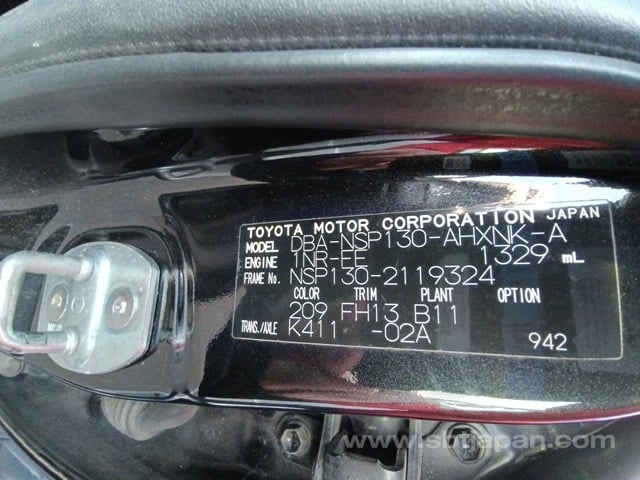 TOYOTA MOTOR CORPORATION JAPAN
MODEL DBA-NSP130-AHXNK-A
ENGINE 1NR-EE 1329 mL
FRAME No. NSP130-2119324
COLOR TRIM PLANT OPTION
209 FH13 B11
TRANS./AXLE K411 -02A
942
www.sbtjapan.com